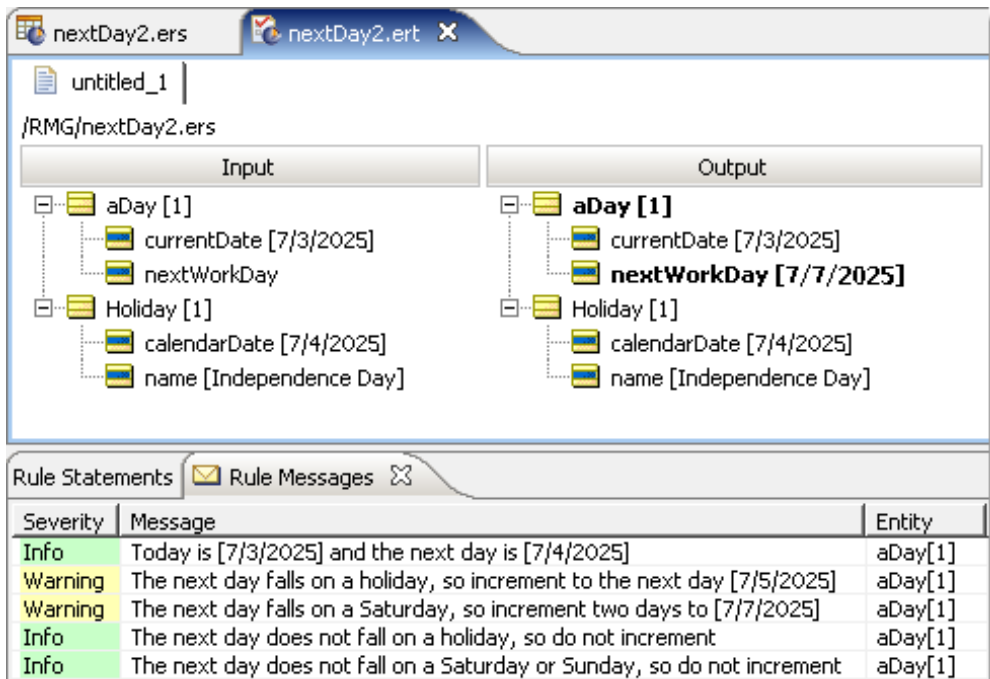 nextDay2.ers nextDay2.ert
untitled_1
/RMG/nextDay2.ers
Input Output
aDay [1] aDay [1]
currentDate [7/3/2025] currentDate [7/3/2025]
nextWorkDay nextWorkDay [7/7/2025]
Holiday [1] Holiday [1]
calendarDate [7/4/2025] calendarDate [7/4/2025]
name [Independence Day] name [Independence Day]
Rule Statements Rule Messages
Severity Message Entity
Info Today is [7/3/2025] and the next day is [7/4/2025] aDay[1]
Warning The next day falls on a holiday, so increment to the next day [7/5/2025] aDay[1]
Warning The next day falls on a Saturday, so increment two days to [7/7/2025] aDay[1]
Info The next day does not fall on a holiday, so do not increment aDay[1]
Info The next day does not fall on a Saturday or Sunday, so do not increment aDay[1]